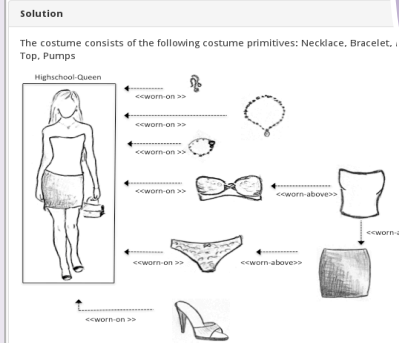 Solution
The costume consists of the following costume primitives: Necklace, Bracelet,
Top, Pumps
Highschool-Queen
<<worn-on >>
<<worn-on >>
<<worn-on >>
<<worn-on >>
<<worn-above>>
<<worn-
<<worn-on >>
<<worn-above>>
<<worn-on >>